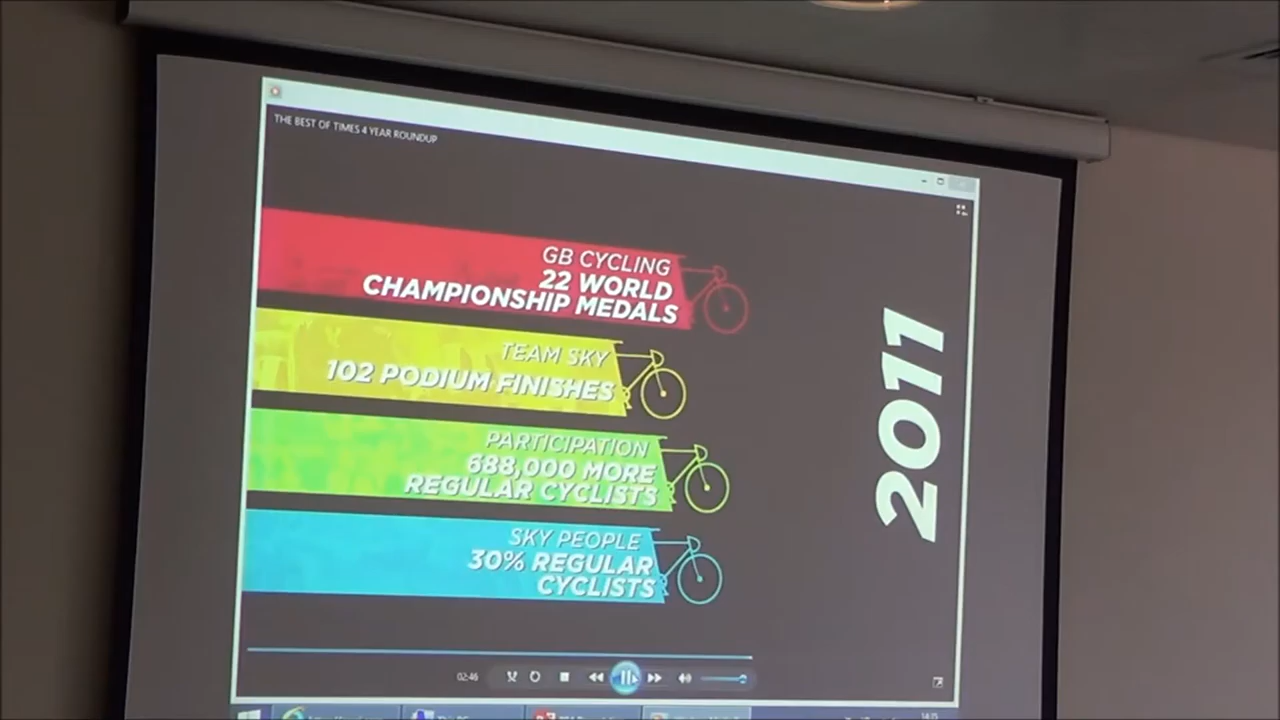 THE BEST OF TIMES 4 YEAR ROUNDUP
GB CYCLING
22 WORLD
CHAMPIONSHIP MEDALS
TEAM SKY
102 PODIUM FINISHES
PARTICIPATION
688,000 MORE
REGULAR CYCLISTS
SKY PEOPLE
30% REGULAR
CYCLISTS
2011
02:46